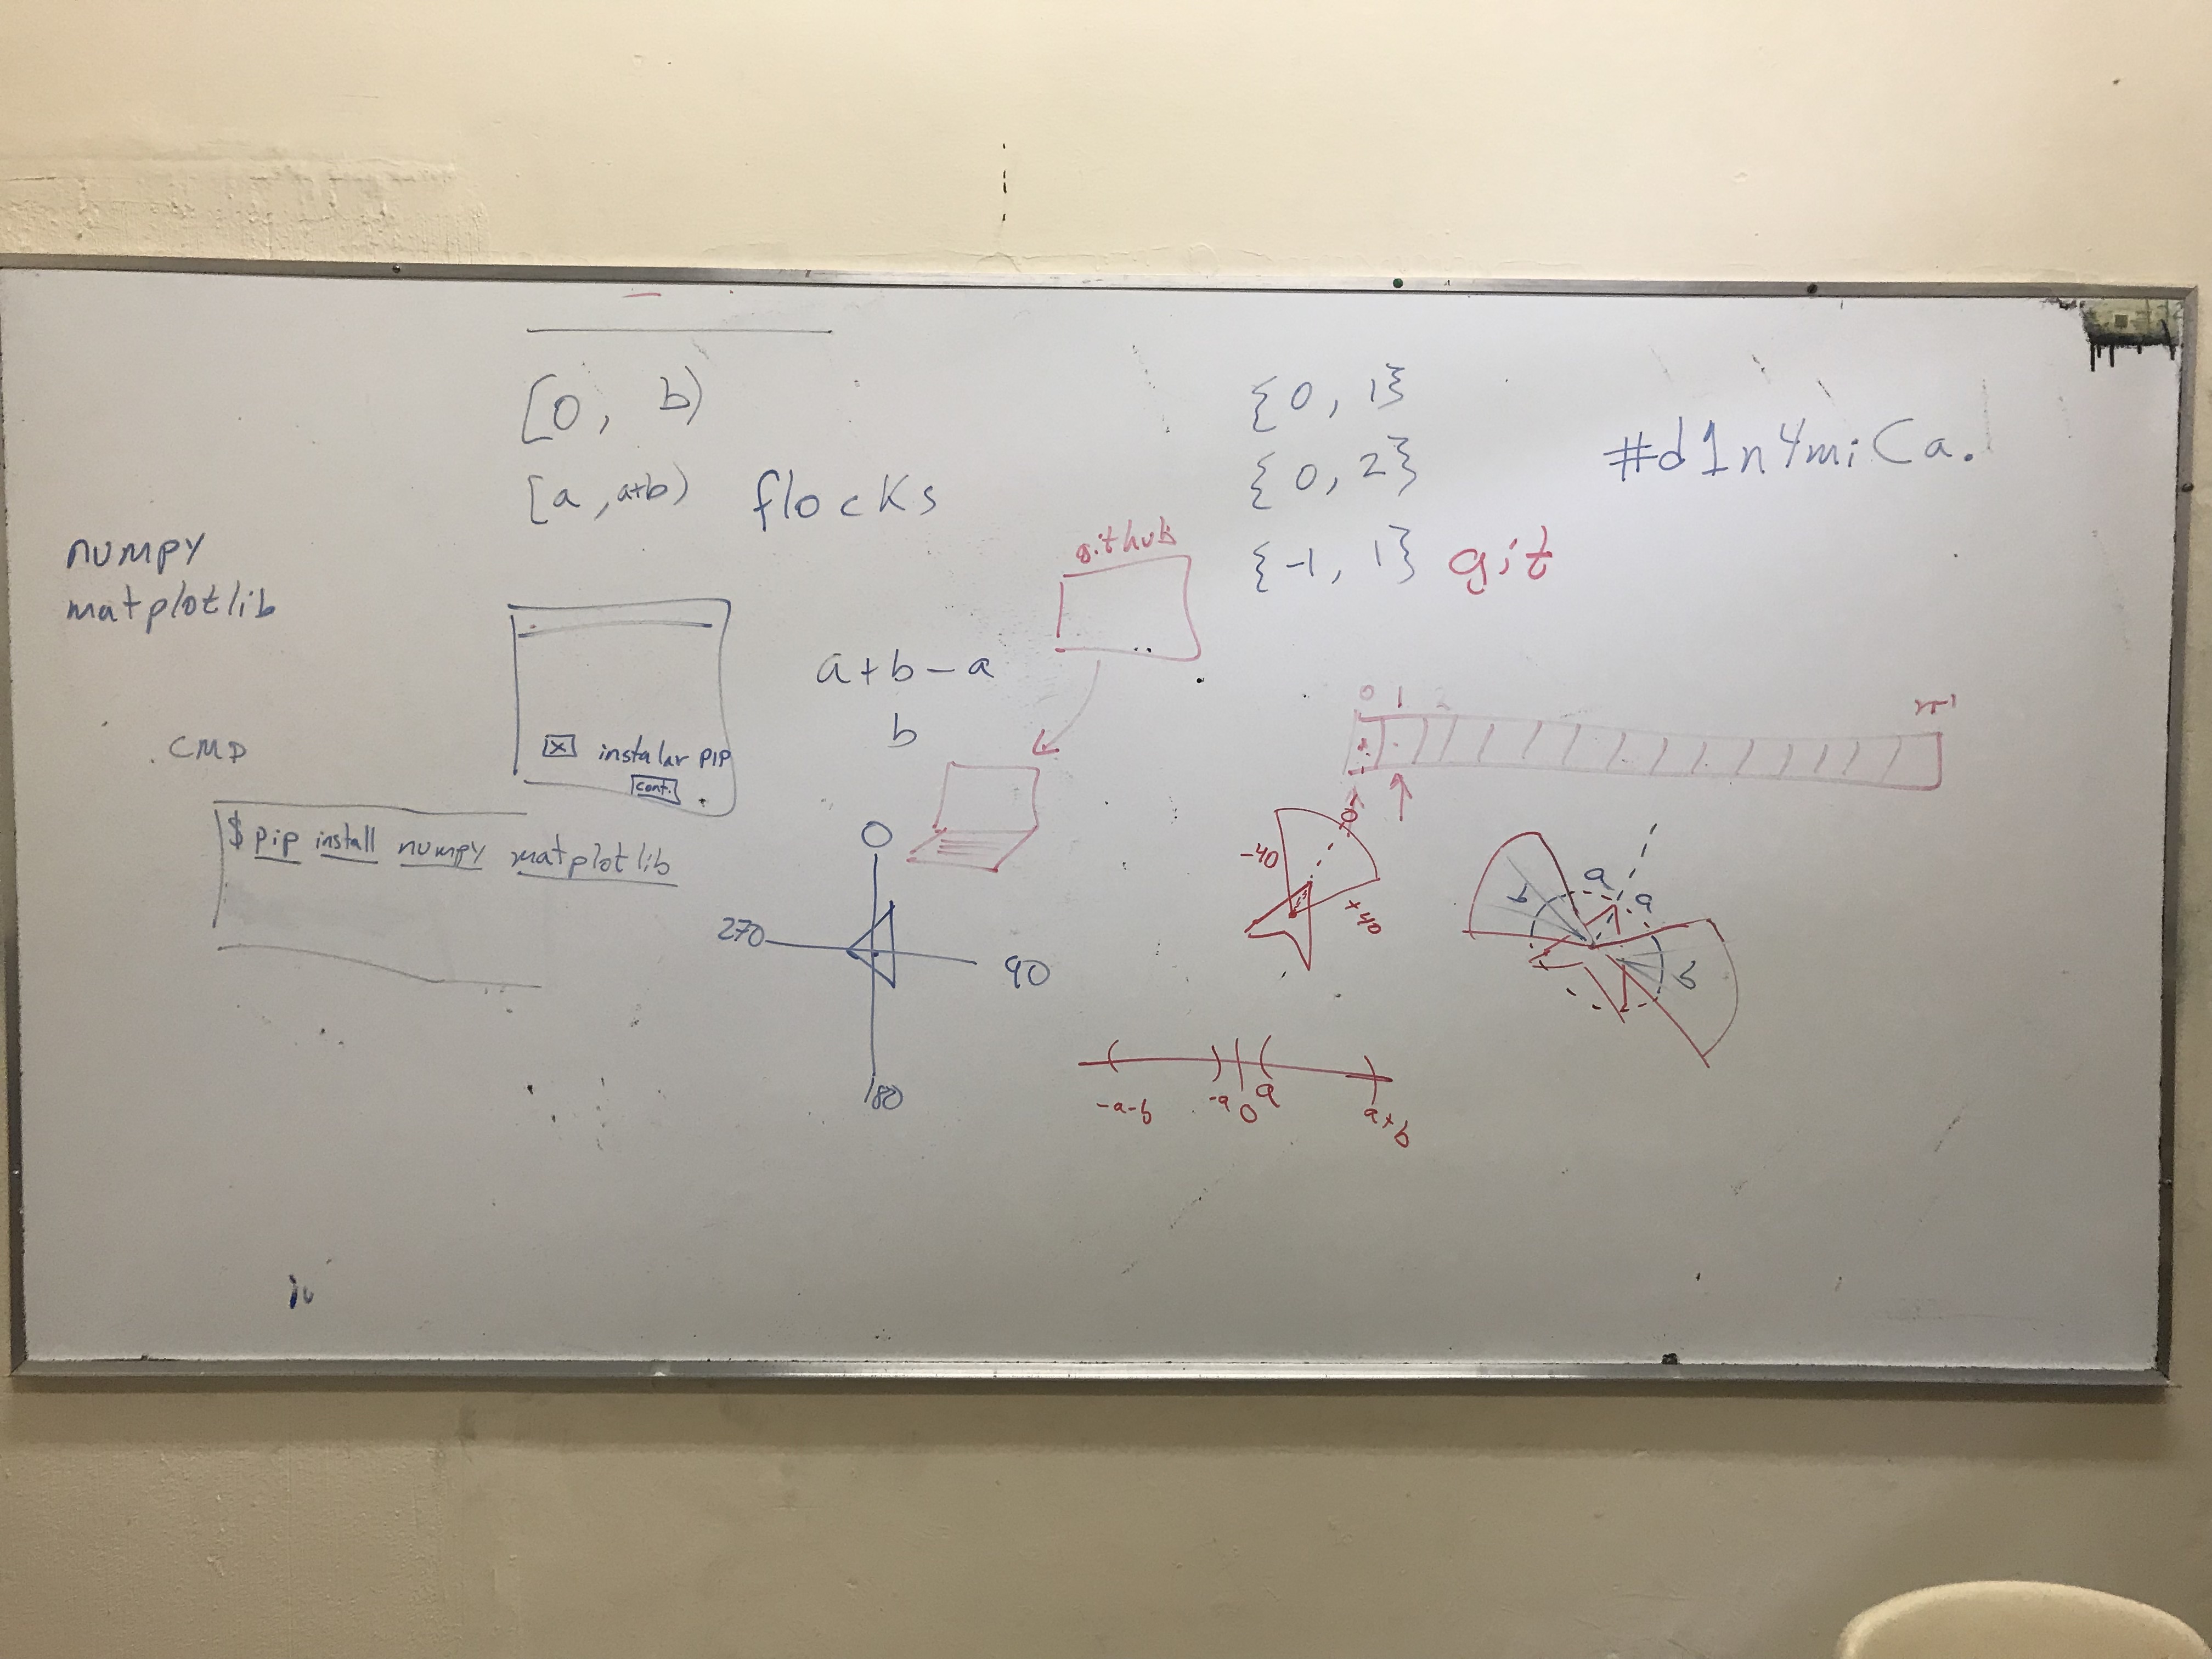 [0, b)
[a, a+b)
flocks
{0, 1}
{0, 2}
{-1, 1}
git
#d1n4miCa.
numpy
matplotlib
github
a+b-a
b
x instalar PIP
cont.
CMD
$ pip install numpy matplotlib
0
270
90
180
0 1 2 n-1
-40
0
+40
a
a
b
b
-a-b -a 0 a a+b